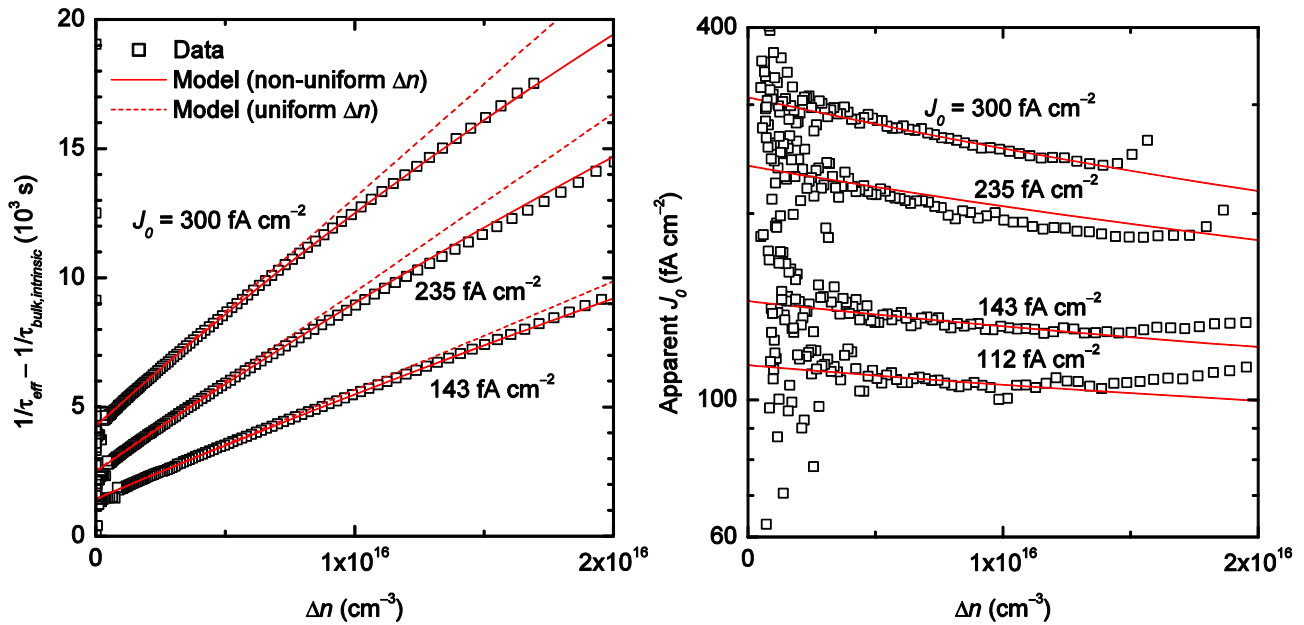 20
15
10
5
0
1/τeff − 1/τbulk,intrinsic (10³ s)
Data
Model (non-uniform Δn)
Model (uniform Δn)
J0 = 300 fA cm⁻²
235 fA cm⁻²
143 fA cm⁻²
0
1x10¹⁶
2x10¹⁶
Δn (cm⁻³)
400
100
60
Apparent J0 (fA cm⁻²)
J0 = 300 fA cm⁻²
235 fA cm⁻²
143 fA cm⁻²
112 fA cm⁻²
0
1x10¹⁶
2x10¹⁶
Δn (cm⁻³)